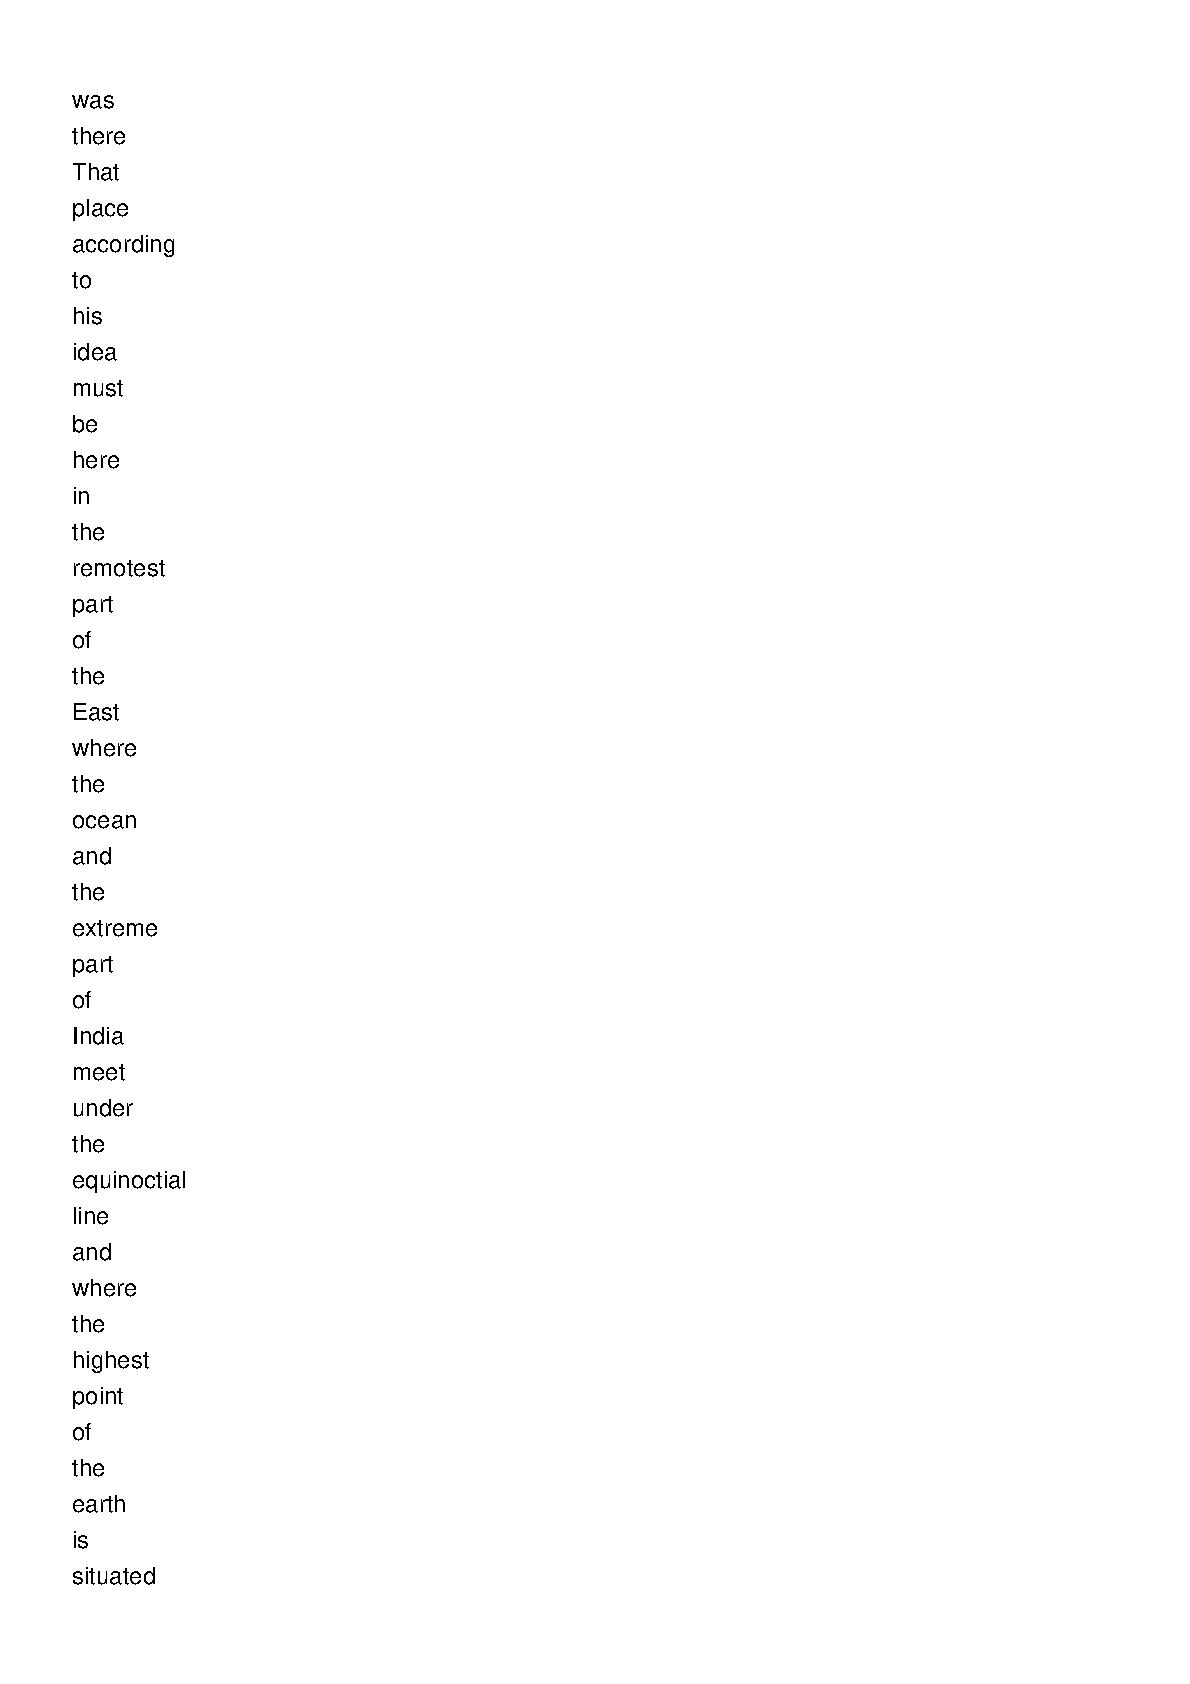 was
there
That
place
according
to
his
idea
must
be
here
in
the
remotest
part
of
the
East
where
the
ocean
and
the
extreme
part
of
India
meet
under
the
equinoctial
line
and
where
the
highest
point
of
the
earth
is
situated